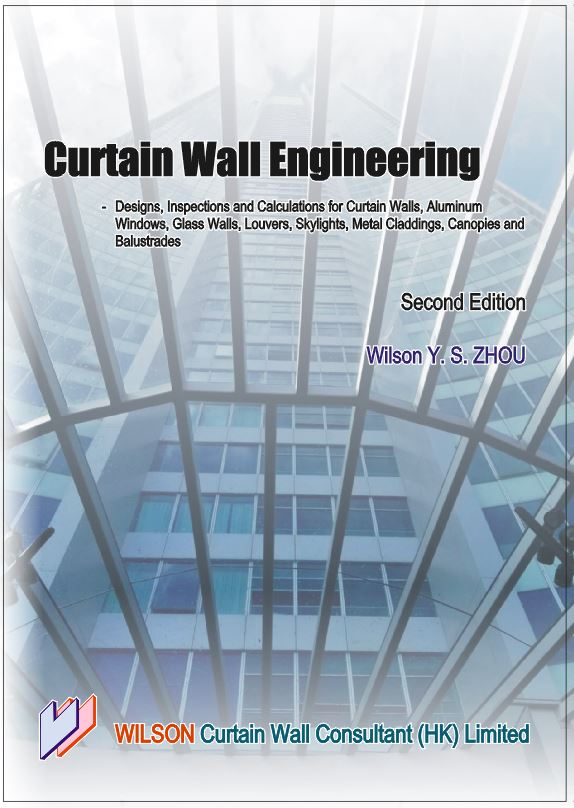 Curtain Wall Engineering
- Designs, Inspections and Calculations for Curtain Walls, Aluminum
Windows, Glass Walls, Louvers, Skylights, Metal Claddings, Canopies and
Balustrades
Second Edition
Wilson Y. S. ZHOU
WILSON Curtain Wall Consultant (HK) Limited